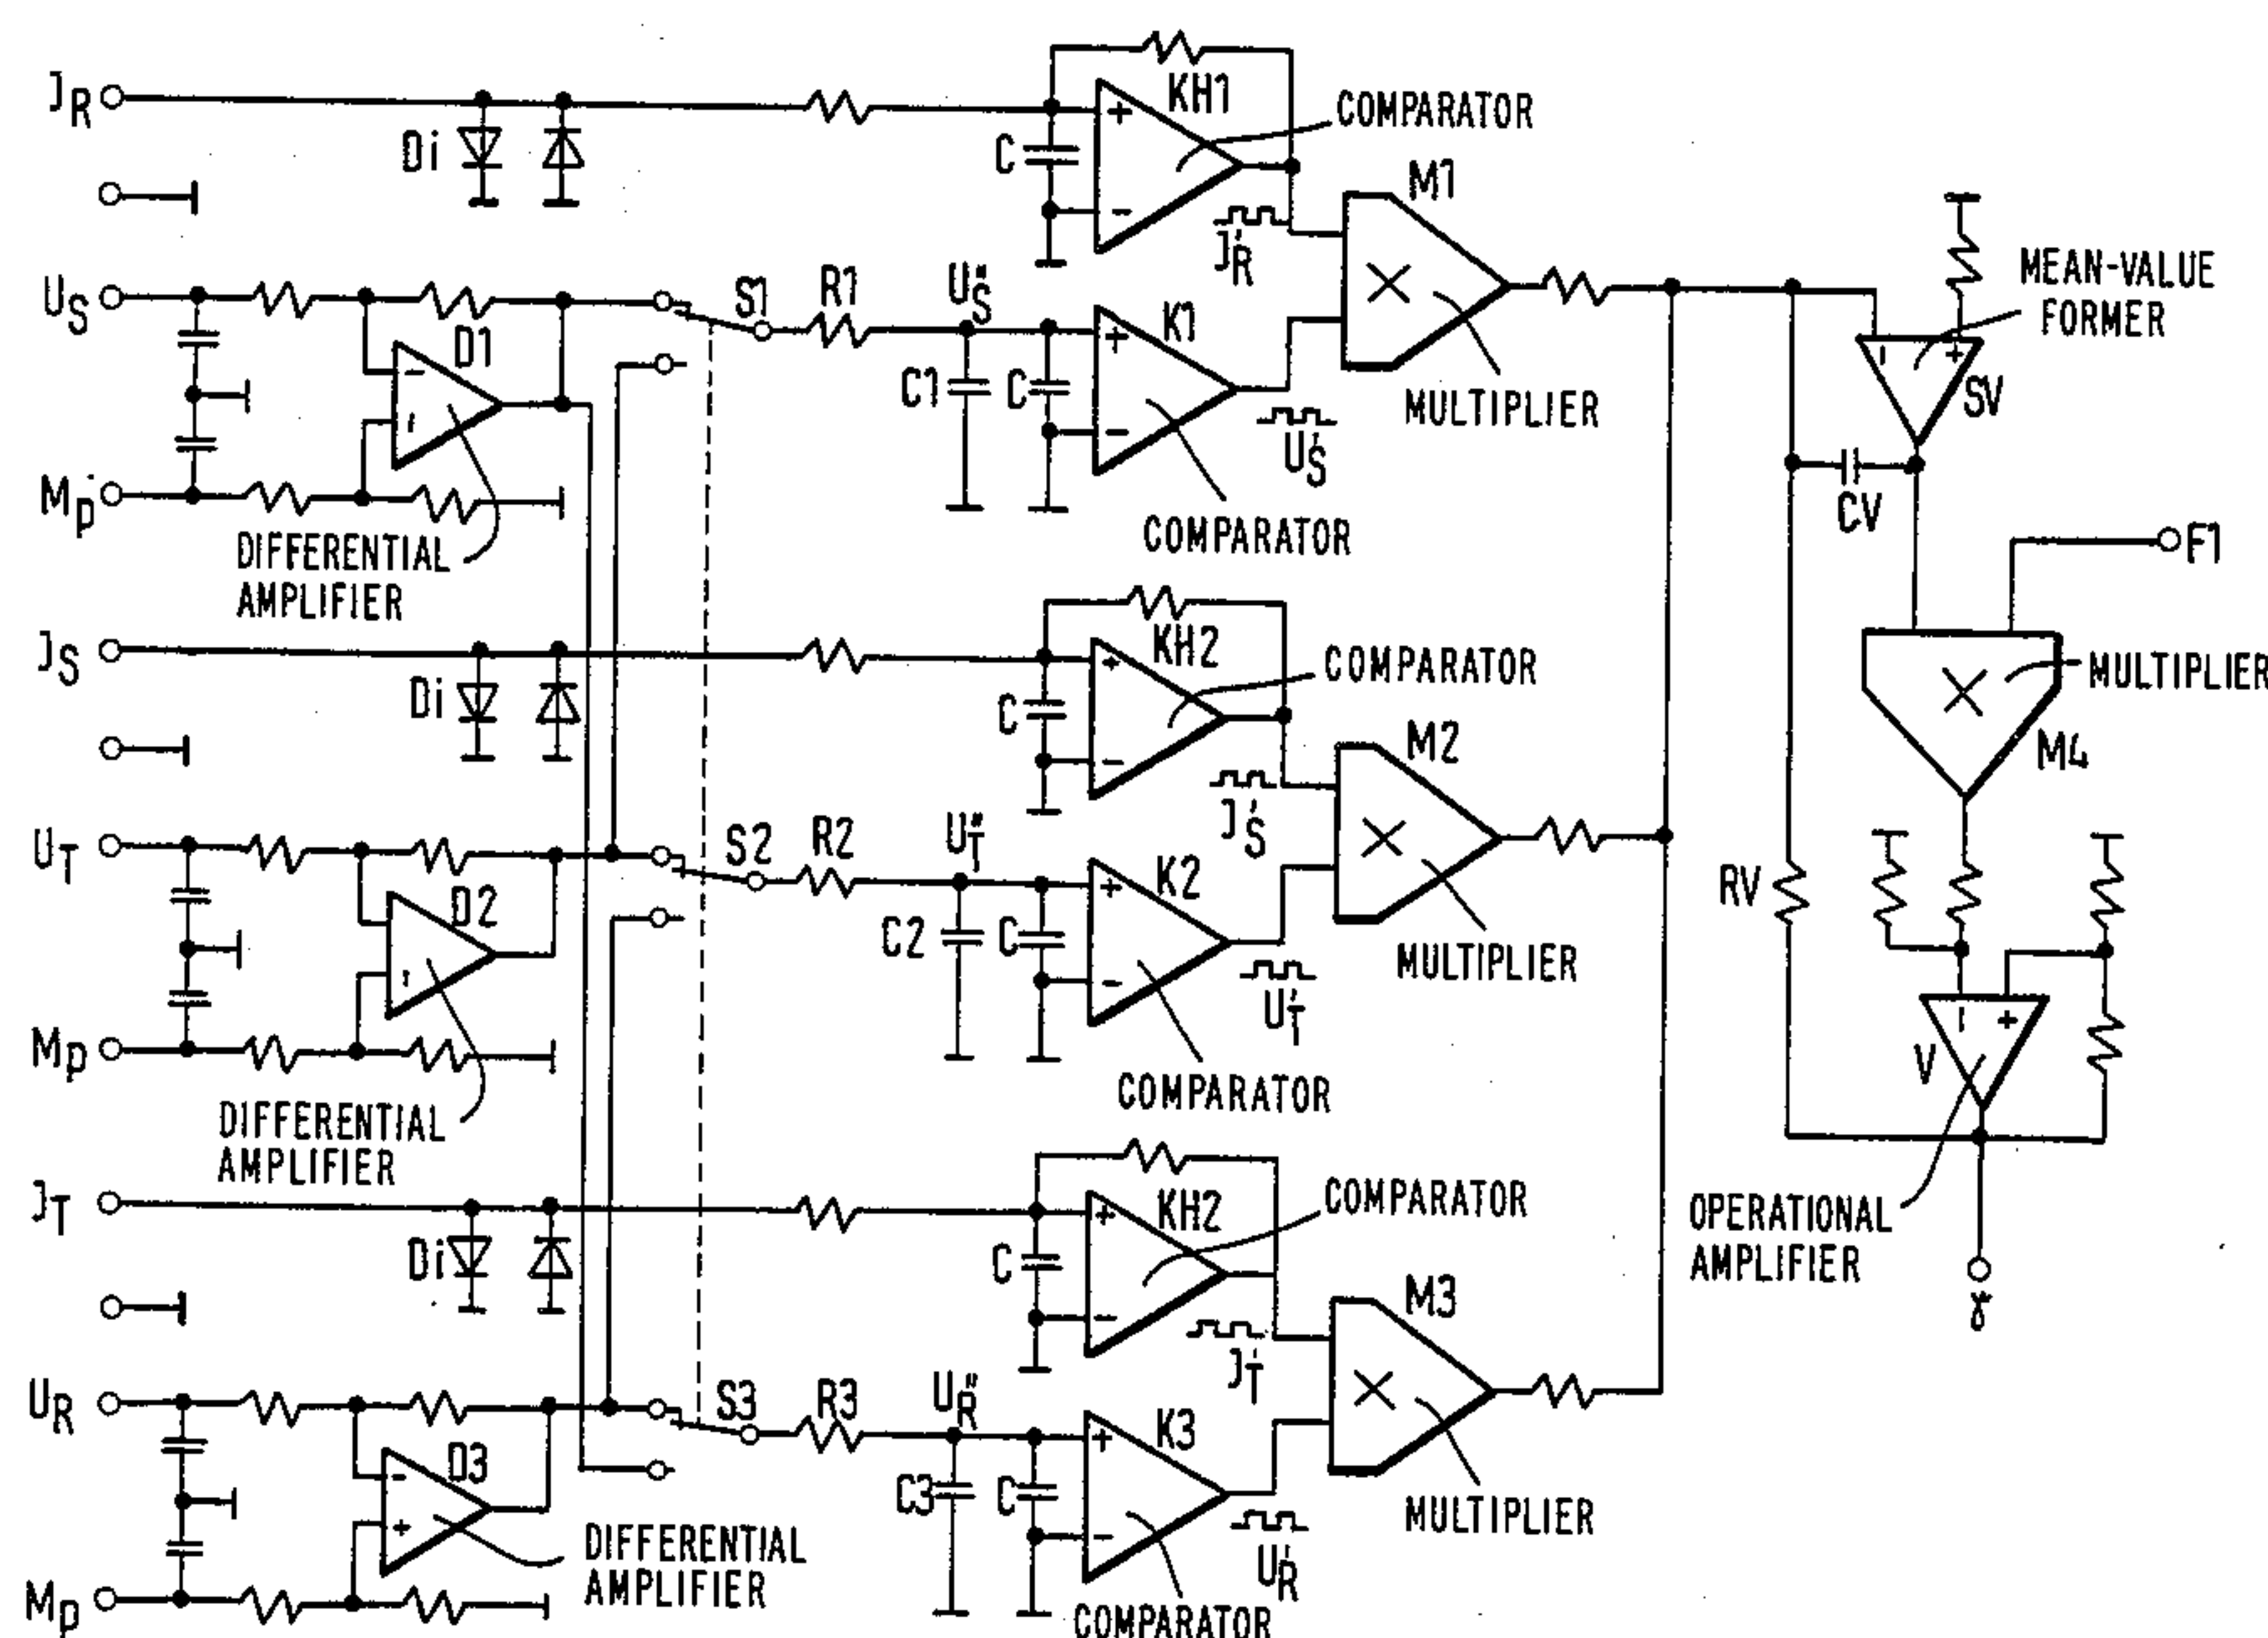 JR
KH1
COMPARATOR
Di
C
+
−
M1
J'R
×
MULTIPLIER
US
S1
R1
U"S
K1
D1
C1
C
+
−
U'S
MEAN-VALUE
FORMER
− +
SV
Mp
DIFFERENTIAL
AMPLIFIER
COMPARATOR
CV
F1
JS
KH2
COMPARATOR
Di
C
+
−
M2
J'S
×
MULTIPLIER
×
MULTIPLIER
M4
UT
S2
R2
U"T
K2
D2
C2
C
+
−
U'T
RV
Mp
DIFFERENTIAL
AMPLIFIER
COMPARATOR
− +
V
OPERATIONAL
AMPLIFIER
γ
JT
KH2
COMPARATOR
Di
C
+
−
M3
J'T
×
MULTIPLIER
UR
S3
R3
U"R
K3
D3
−
+
C3
C
+
−
U'R
Mp
DIFFERENTIAL
AMPLIFIER
COMPARATOR